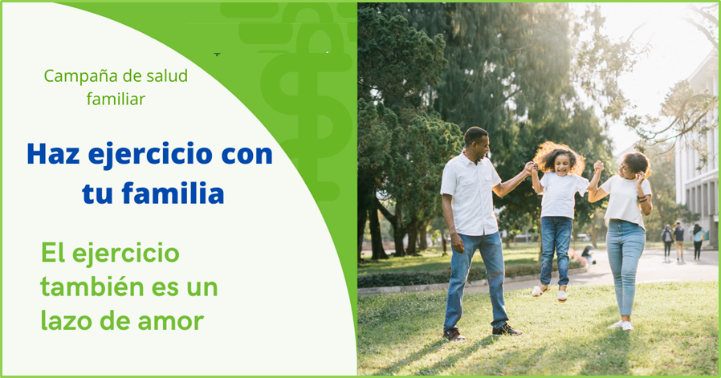 Campaña de salud
familiar
Haz ejercicio con
tu familia
El ejercicio
también es un
lazo de amor